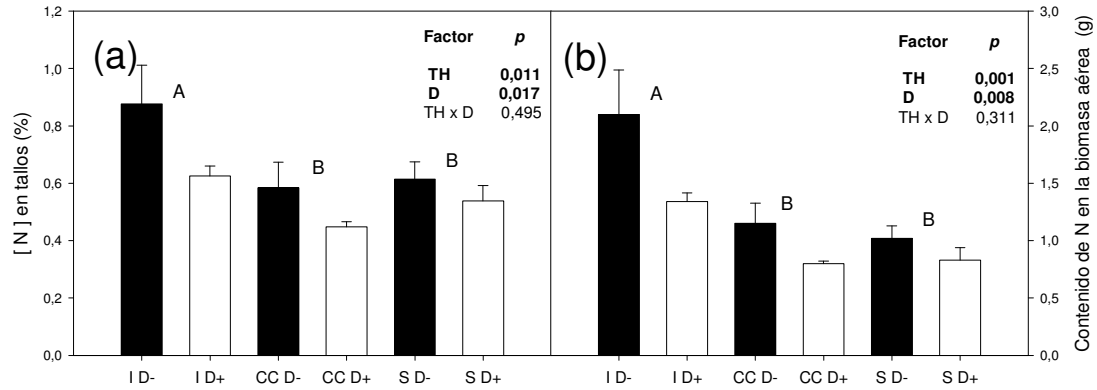 [ N ] en tallos (%)
1,2
1,0
0,8
0,6
0,4
0,2
0,0
(a)
Factor p
TH 0,011
D 0,017
TH x D 0,495
A
B
B
I D- I D+ CC D- CC D+ S D- S D+
(b)
Factor p
TH 0,001
D 0,008
TH x D 0,311
A
B
B
I D- I D+ CC D- CC D+ S D- S D+
3,0
2,5
2,0
1,5
1,0
0,5
0,0
Contenido de N en la biomasa aérea (g)